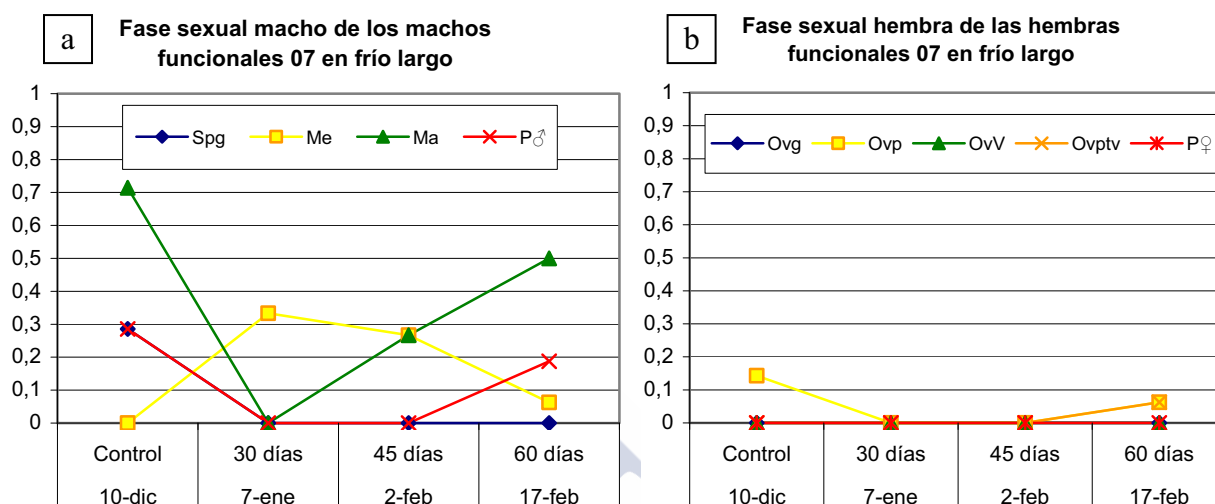 a
Fase sexual macho de los machos
funcionales 07 en frío largo
1
0,9
0,8
0,7
0,6
0,5
0,4
0,3
0,2
0,1
0
Spg Me Ma P♂
Control 30 días 45 días 60 días
10-dic 7-ene 2-feb 17-feb
b
Fase sexual hembra de las hembras
funcionales 07 en frío largo
1
0,9
0,8
0,7
0,6
0,5
0,4
0,3
0,2
0,1
0
Ovg Ovp OvV Ovptv P♀
Control 30 días 45 días 60 días
10-dic 7-ene 2-feb 17-feb